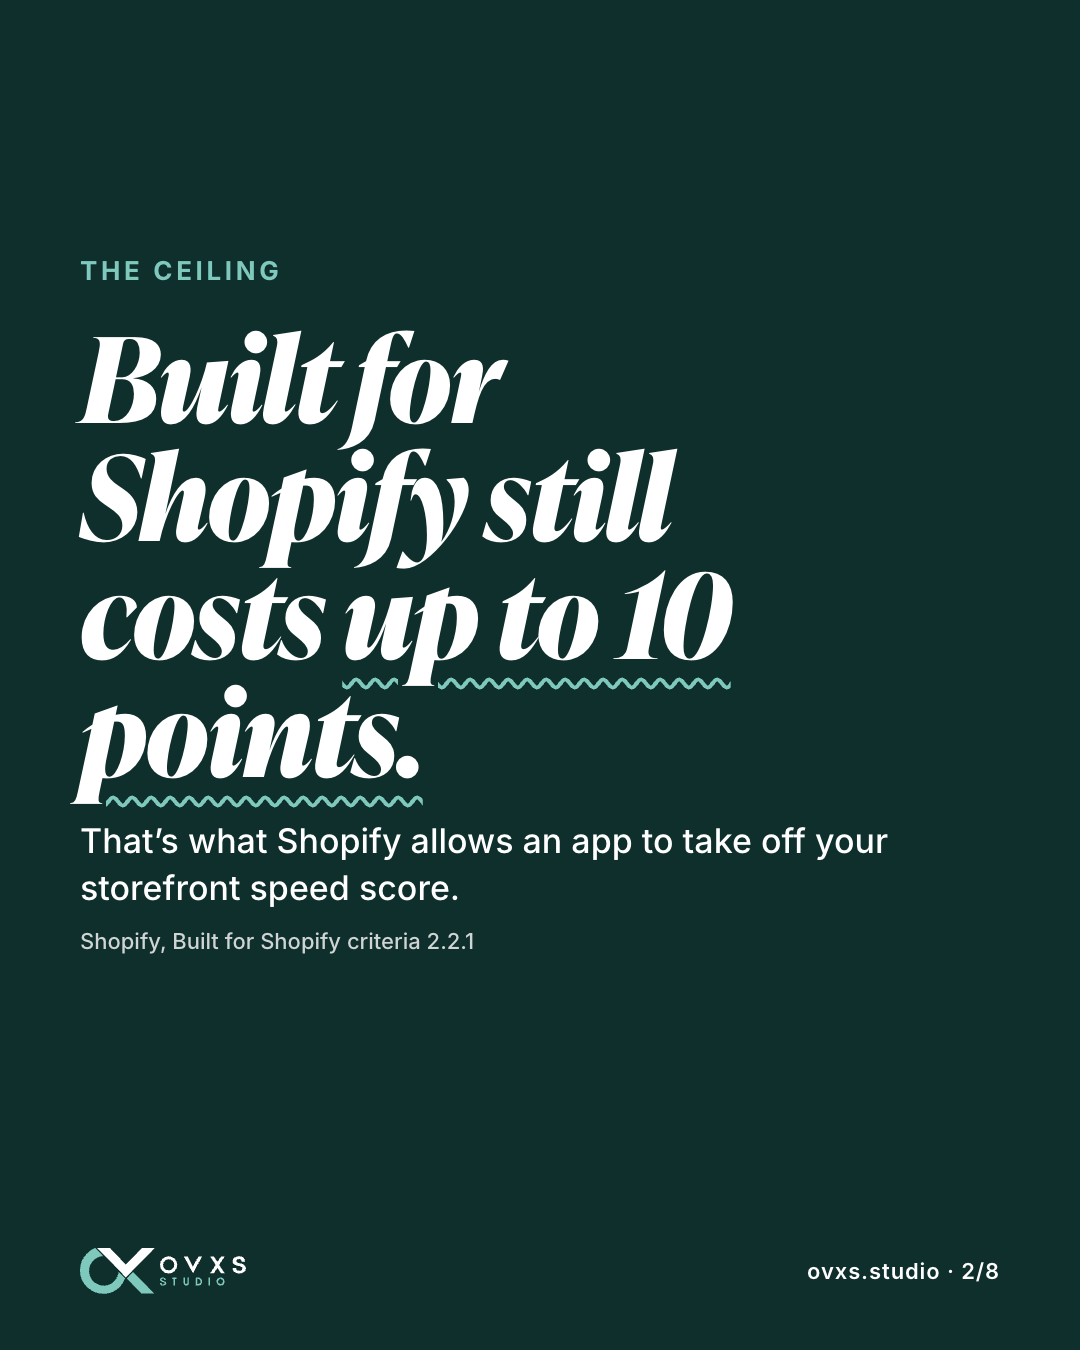 THE CEILING
Built for
Shopify still
costs up to 10
points.
That’s what Shopify allows an app to take off your
storefront speed score.
Shopify, Built for Shopify criteria 2.2.1
OVXS
STUDIO
ovxs.studio · 2/8